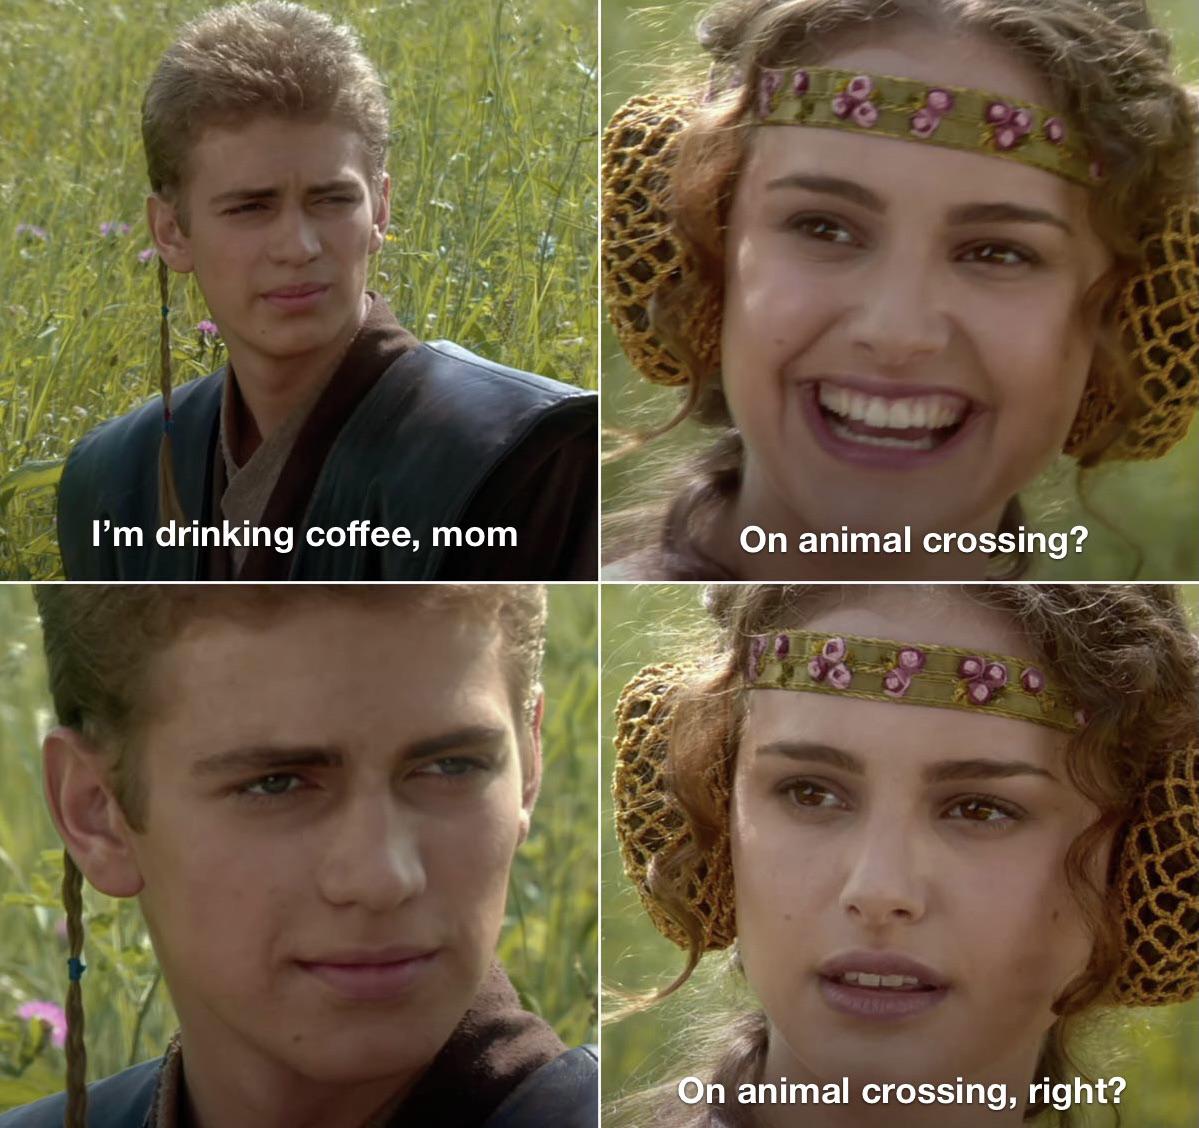 I’m drinking coffee, mom
On animal crossing?
On animal crossing, right?